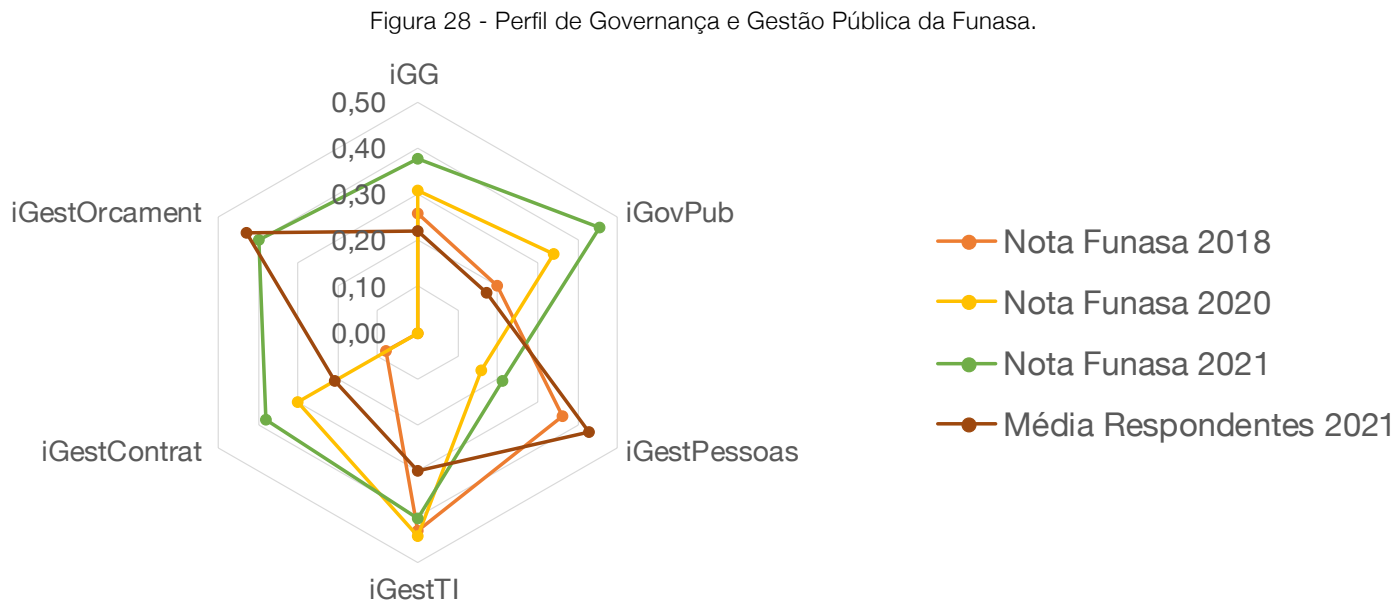 Figura 28 - Perfil de Governança e Gestão Pública da Funasa.
iGG
0,50
0,40
0,30
0,20
0,10
0,00
iGovPub
iGestPessoas
iGestTI
iGestContrat
iGestOrcament
Nota Funasa 2018
Nota Funasa 2020
Nota Funasa 2021
Média Respondentes 2021